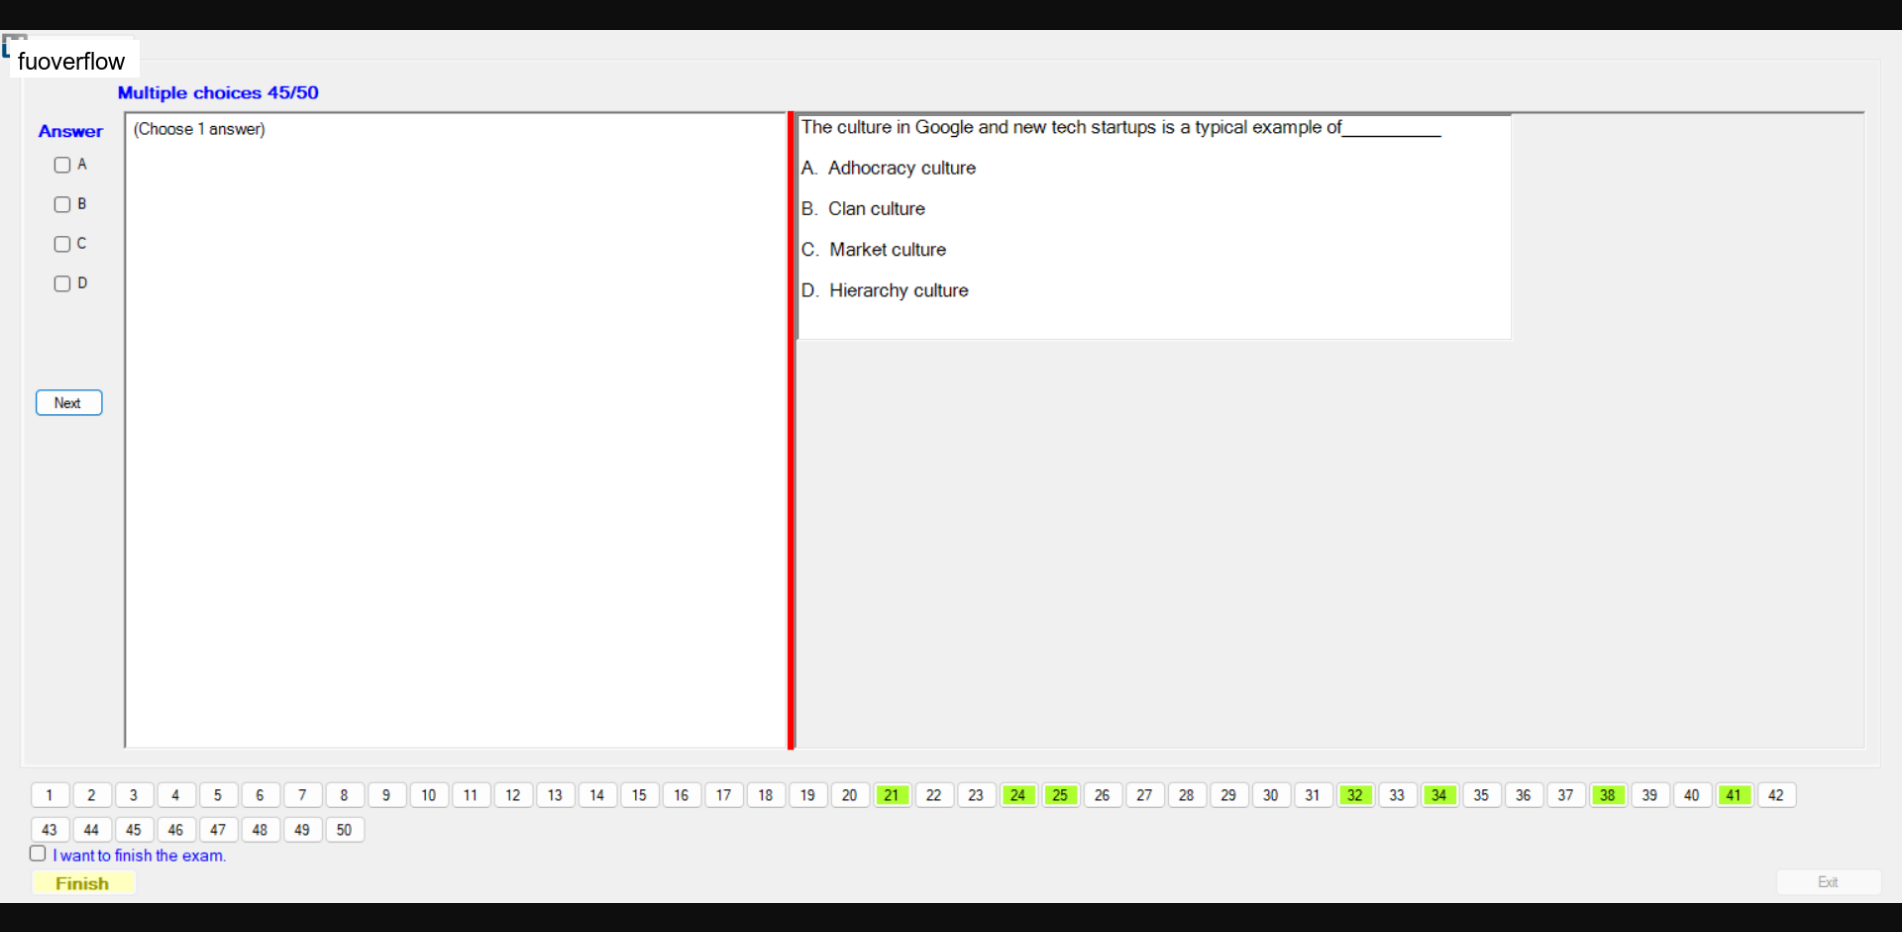 fuoverflow
Multiple choices 45/50
Answer
(Choose 1 answer)
A
B
C
D
Next
The culture in Google and new tech startups is a typical example of__________
A. Adhocracy culture
B. Clan culture
C. Market culture
D. Hierarchy culture
1 2 3 4 5 6 7 8 9 10 11 12 13 14 15 16 17 18 19 20 21 22 23 24 25 26 27 28 29 30 31 32 33 34 35 36 37 38 39 40 41 42
43 44 45 46 47 48 49 50
I want to finish the exam.
Finish
Exit